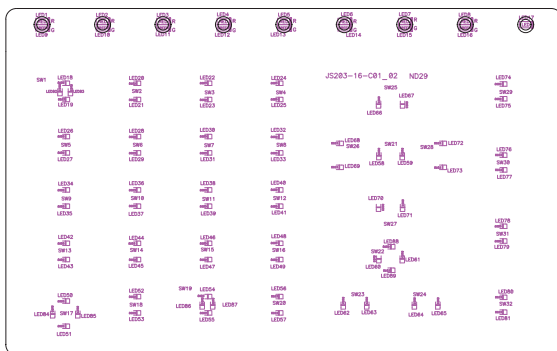 LED1 LED2 LED3 LED4 LED5 LED6 LED7 LED8
R R R R R R R R
G G G G G G G G
LED9 LED10 LED11 LED12 LED13 LED14 LED15 LED16
JS203-16-C01_02 ND29
LED18 LED20 LED22 LED24 LED74
SW1 SW2 SW3 SW4 SW25 SW29
LED67
LED19 LED21 LED23 LED25 LED66 LED75
LED26 LED28 LED30 LED32 LED68 SW21 LED72 LED76
SW5 SW6 SW7 SW8 SW26 SW28 SW30
LED27 LED29 LED31 LED33 LED58 LED59 LED77
LED69 LED73
LED34 LED36 LED38 LED40
SW9 SW10 SW11 SW12 LED70
LED35 LED37 LED39 LED41 LED71
SW27 LED78
LED42 LED44 LED46 LED48 LED88 SW31
SW13 SW14 SW15 SW16 SW22 LED79
LED43 LED45 LED47 LED49 LED60 LED61
LED89
LED50 LED52 SW19 LED54 LED56 SW23 SW24 LED80
LED84 SW17 LED85 SW18 LED86 LED87 SW20 LED62 LED63 LED64 LED65 SW32
LED51 LED53 LED55 LED57 LED81